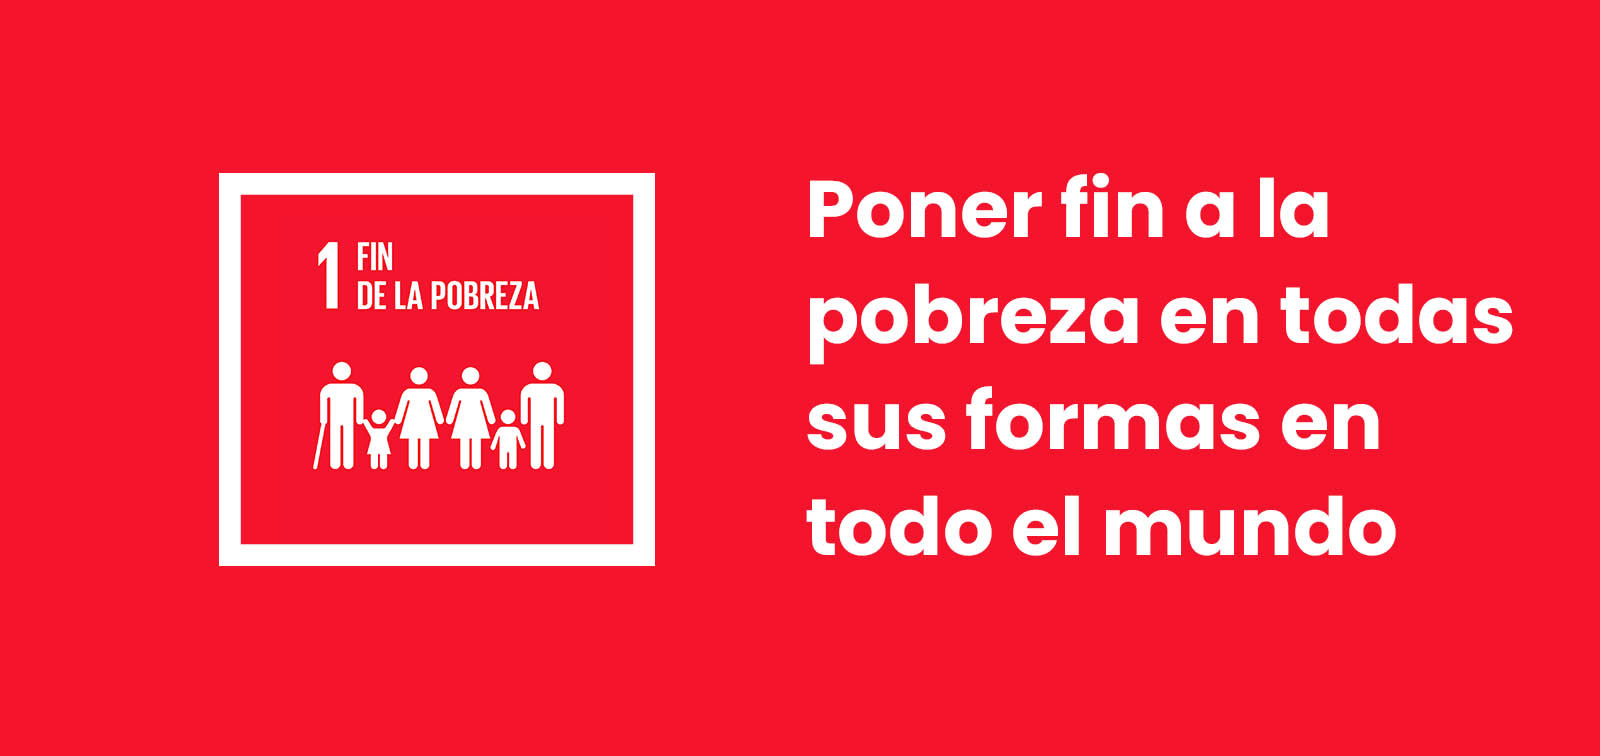 1 FIN
DE LA POBREZA
Poner fin a la
pobreza en todas
sus formas en
todo el mundo